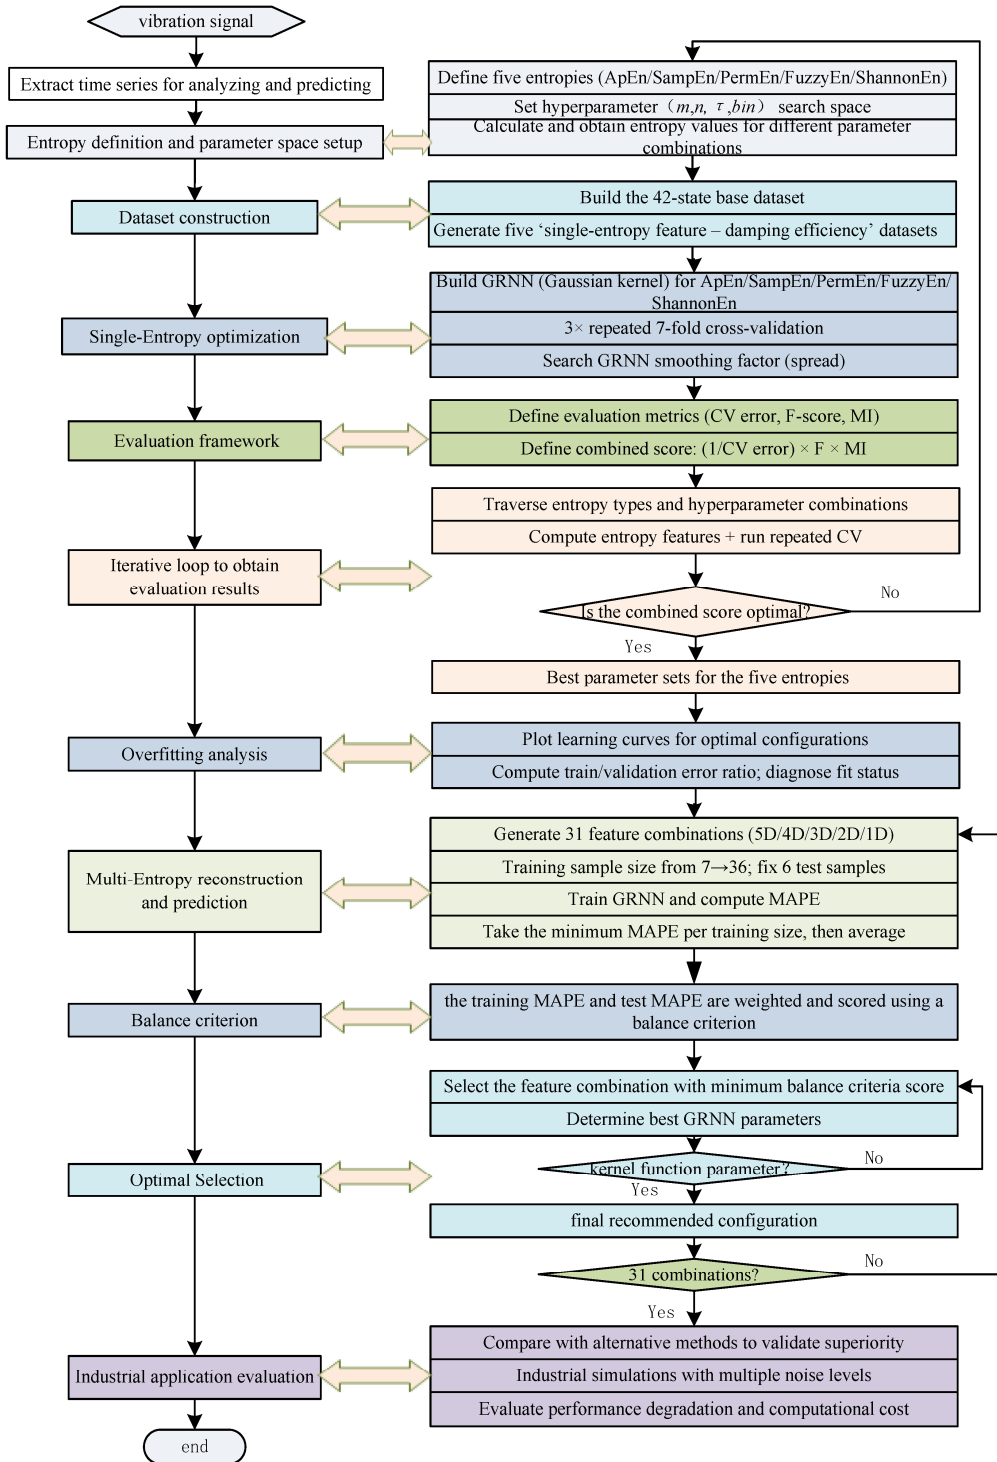 vibration signal
Extract time series for analyzing and predicting
Entropy definition and parameter space setup
Define five entropies (ApEn/SampEn/PermEn/FuzzyEn/ShannonEn)
Set hyperparameter（m,n, τ,bin） search space
Calculate and obtain entropy values for different parameter
combinations
Dataset construction
Build the 42-state base dataset
Generate five ‘single-entropy feature – damping efficiency’ datasets
Single-Entropy optimization
Build GRNN (Gaussian kernel) for ApEn/SampEn/PermEn/FuzzyEn/
ShannonEn
3× repeated 7-fold cross-validation
Search GRNN smoothing factor (spread)
Evaluation framework
Define evaluation metrics (CV error, F-score, MI)
Define combined score: (1/CV error) × F × MI
Iterative loop to obtain
evaluation results
Traverse entropy types and hyperparameter combinations
Compute entropy features + run repeated CV
Is the combined score optimal?
No
Yes
Best parameter sets for the five entropies
Overfitting analysis
Plot learning curves for optimal configurations
Compute train/validation error ratio; diagnose fit status
Multi-Entropy reconstruction
and prediction
Generate 31 feature combinations (5D/4D/3D/2D/1D)
Training sample size from 7→36; fix 6 test samples
Train GRNN and compute MAPE
Take the minimum MAPE per training size, then average
Balance criterion
the training MAPE and test MAPE are weighted and scored using a
balance criterion
Optimal Selection
Select the feature combination with minimum balance criteria score
Determine best GRNN parameters
kernel function parameter?
No
Yes
final recommended configuration
31 combinations?
No
Yes
Industrial application evaluation
Compare with alternative methods to validate superiority
Industrial simulations with multiple noise levels
Evaluate performance degradation and computational cost
end